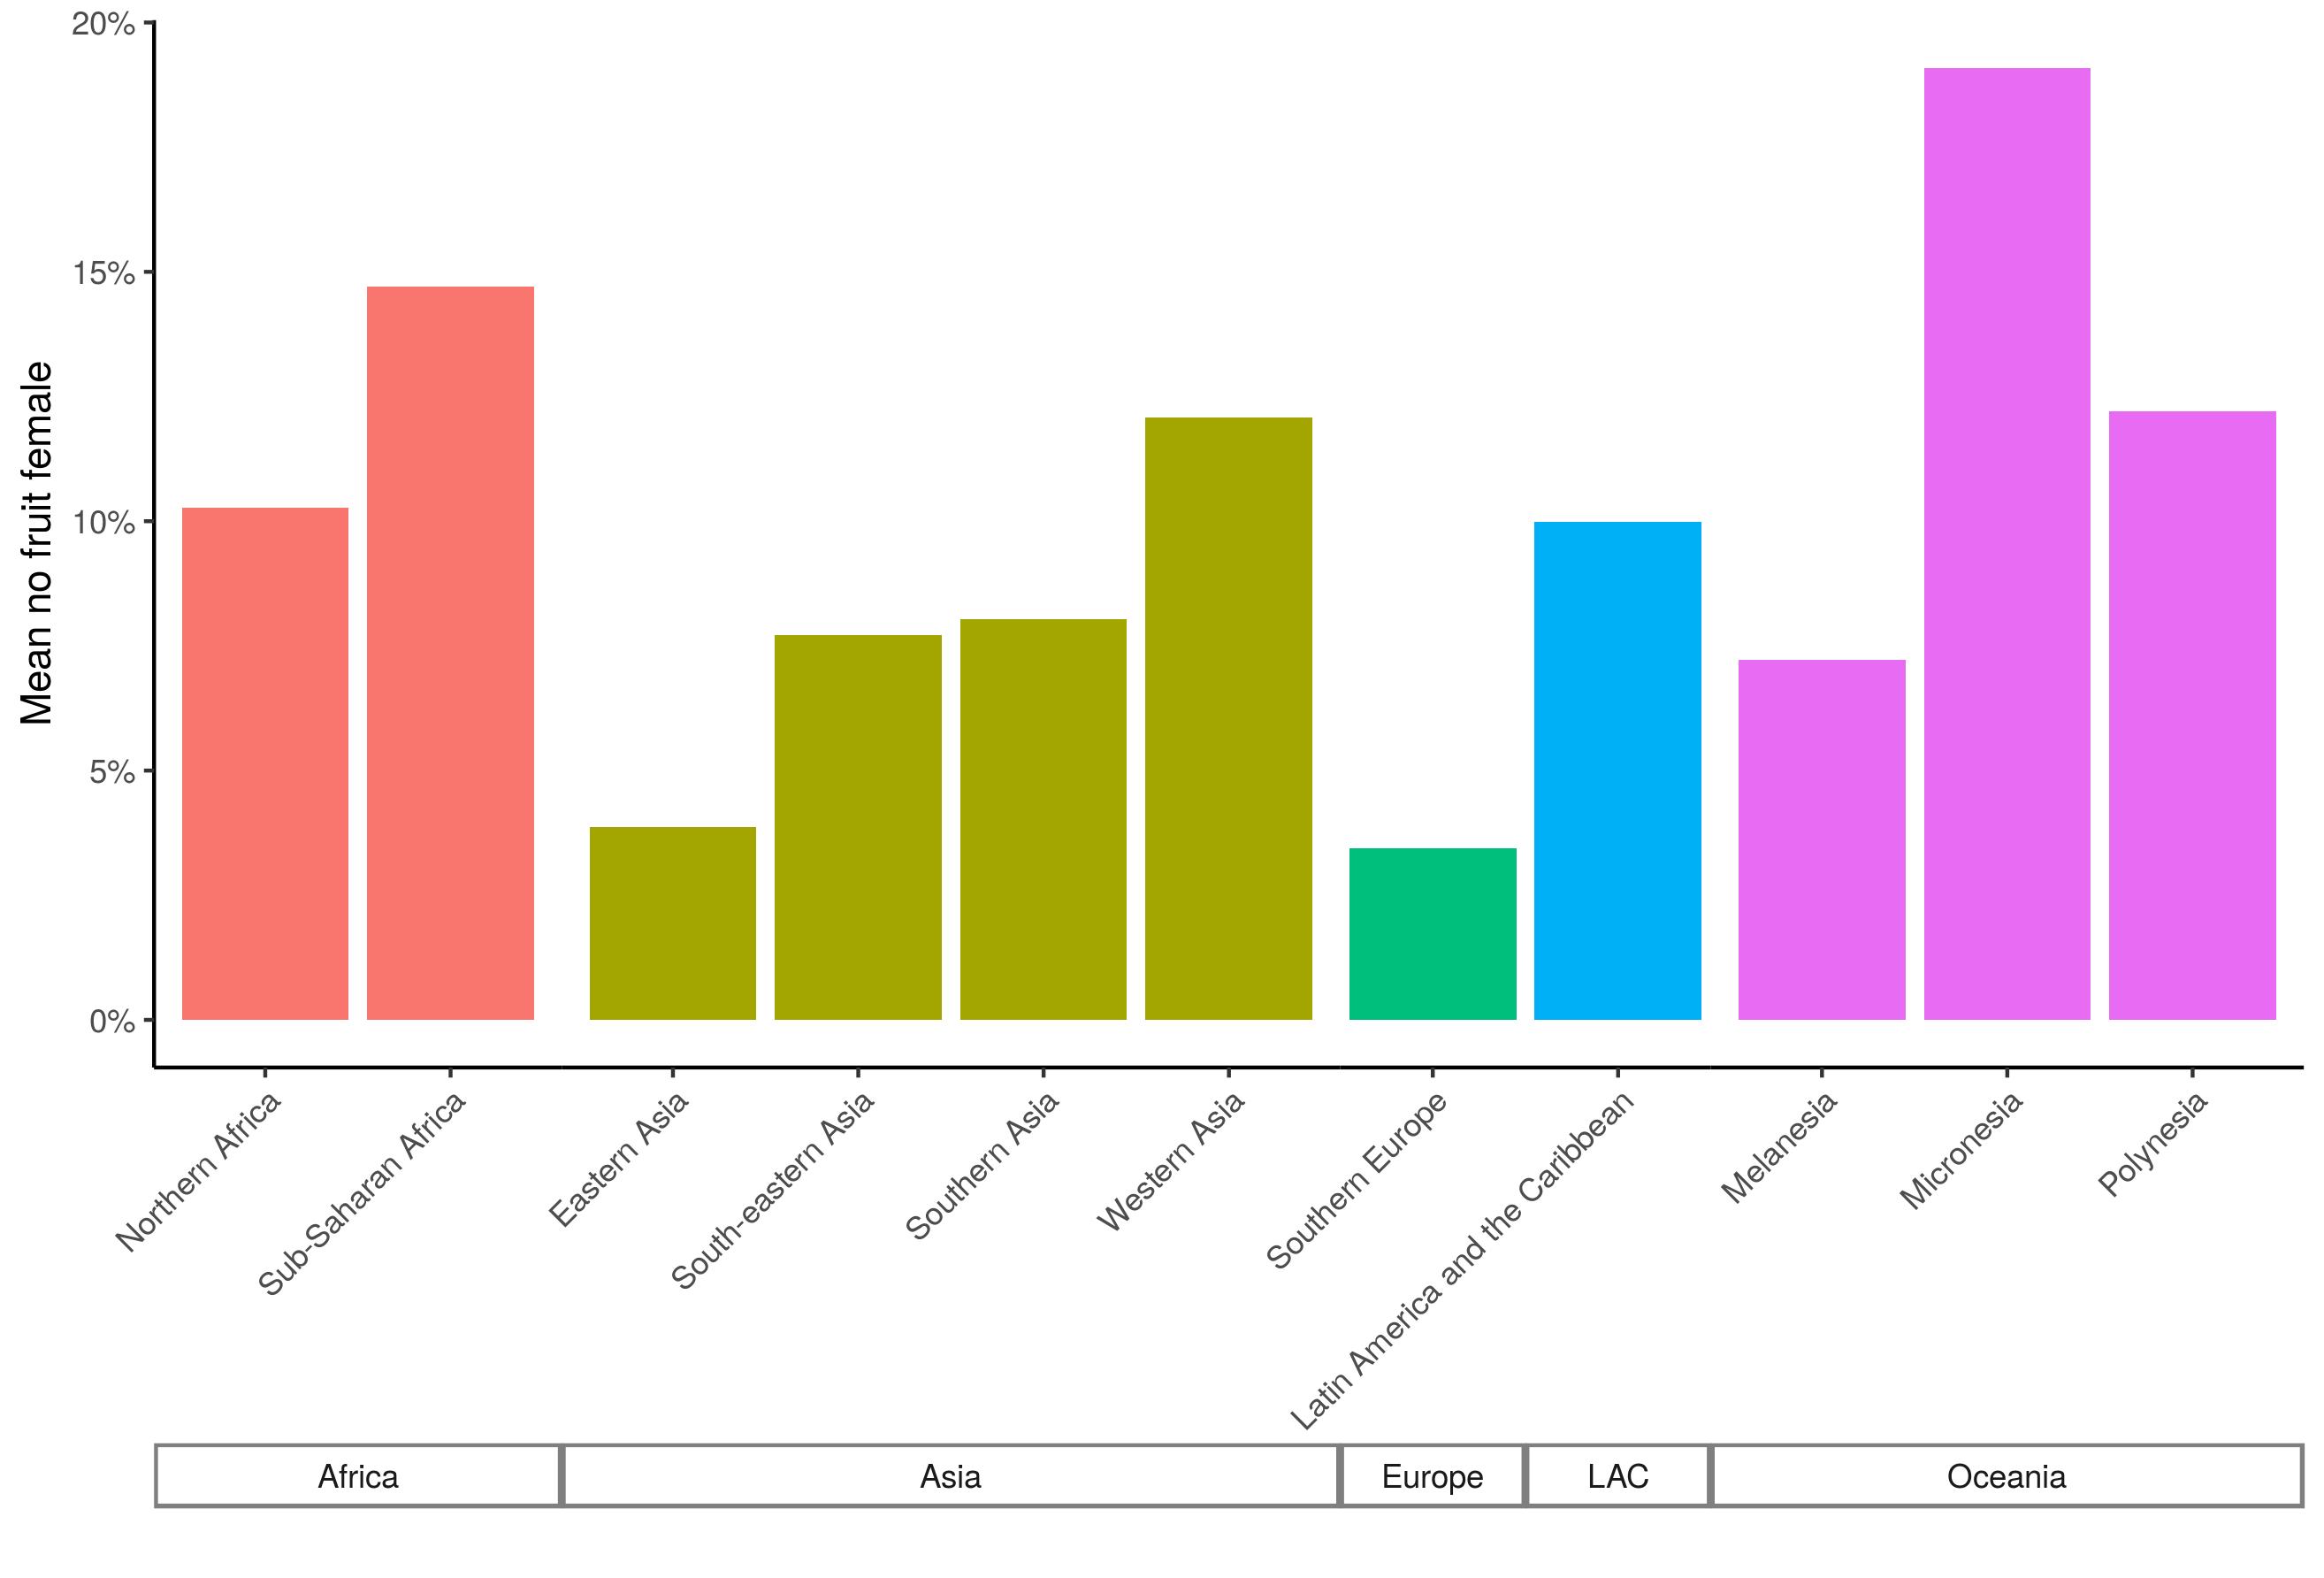 Mean no fruit female
20%
15%
10%
5%
0%
Northern Africa
Sub-Saharan Africa
Eastern Asia
South-eastern Asia
Southern Asia
Western Asia
Southern Europe
Latin America and the Caribbean
Melanesia
Micronesia
Polynesia
Africa
Asia
Europe
LAC
Oceania